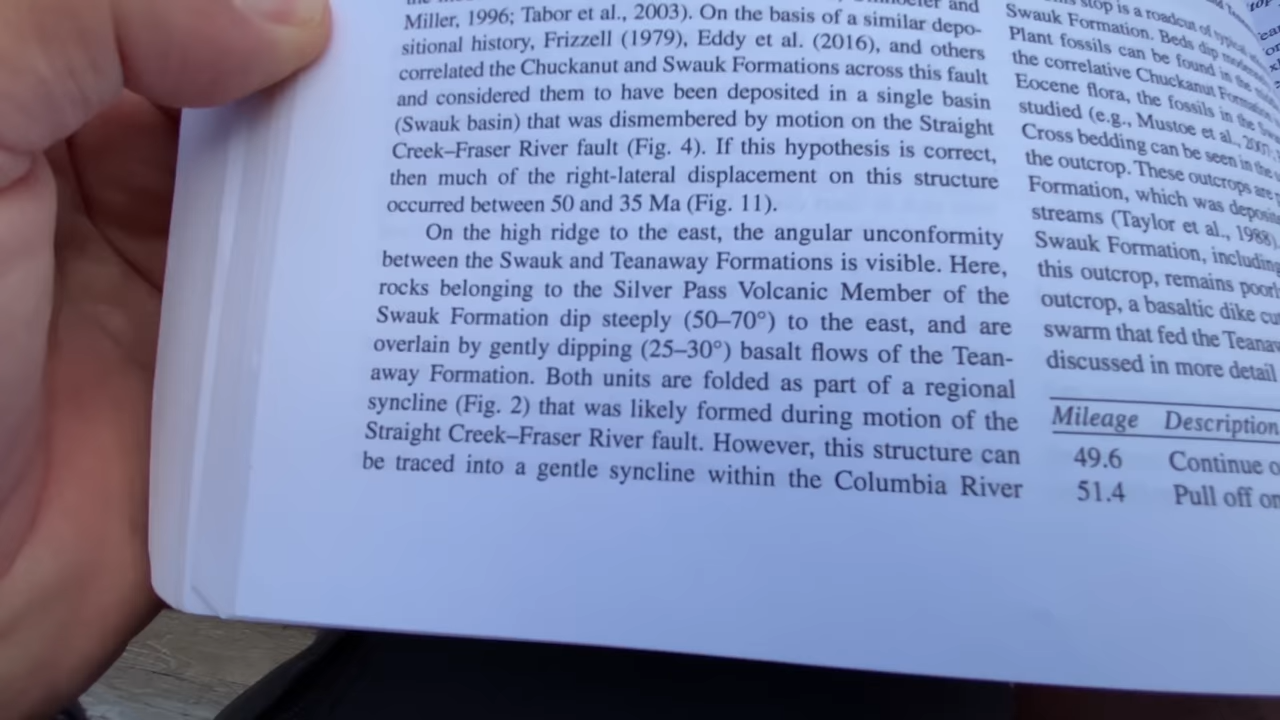 Miller, 1996; Tabor et al., 2003). On the basis of a similar depo-
sitional history, Frizzell (1979), Eddy et al. (2016), and others
correlated the Chuckanut and Swauk Formations across this fault
and considered them to have been deposited in a single basin
(Swauk basin) that was dismembered by motion on the Straight
Creek–Fraser River fault (Fig. 4). If this hypothesis is correct,
then much of the right-lateral displacement on this structure
occurred between 50 and 35 Ma (Fig. 11).
On the high ridge to the east, the angular unconformity
between the Swauk and Teanaway Formations is visible. Here,
rocks belonging to the Silver Pass Volcanic Member of the
Swauk Formation dip steeply (50–70°) to the east, and are
overlain by gently dipping (25–30°) basalt flows of the Tean-
away Formation. Both units are folded as part of a regional
syncline (Fig. 2) that was likely formed during motion of the
Straight Creek–Fraser River fault. However, this structure can
be traced into a gentle syncline within the Columbia River
stop is a roadcut of typical
Swauk Formation. Beds dip
Plant fossils can be found in the
the correlative Chuckanut
Eocene flora, the fossils in the
studied (e.g., Mustoe et al., 2007;
Cross bedding can be seen in the
the outcrop. These outcrops are
Formation, which was
streams (Taylor et al., 1988)
Swauk Formation, including
this outcrop, remains
outcrop, a basaltic dike
swarm that fed the
discussed in more detail
Mileage Description
49.6 Continue
51.4 Pull off